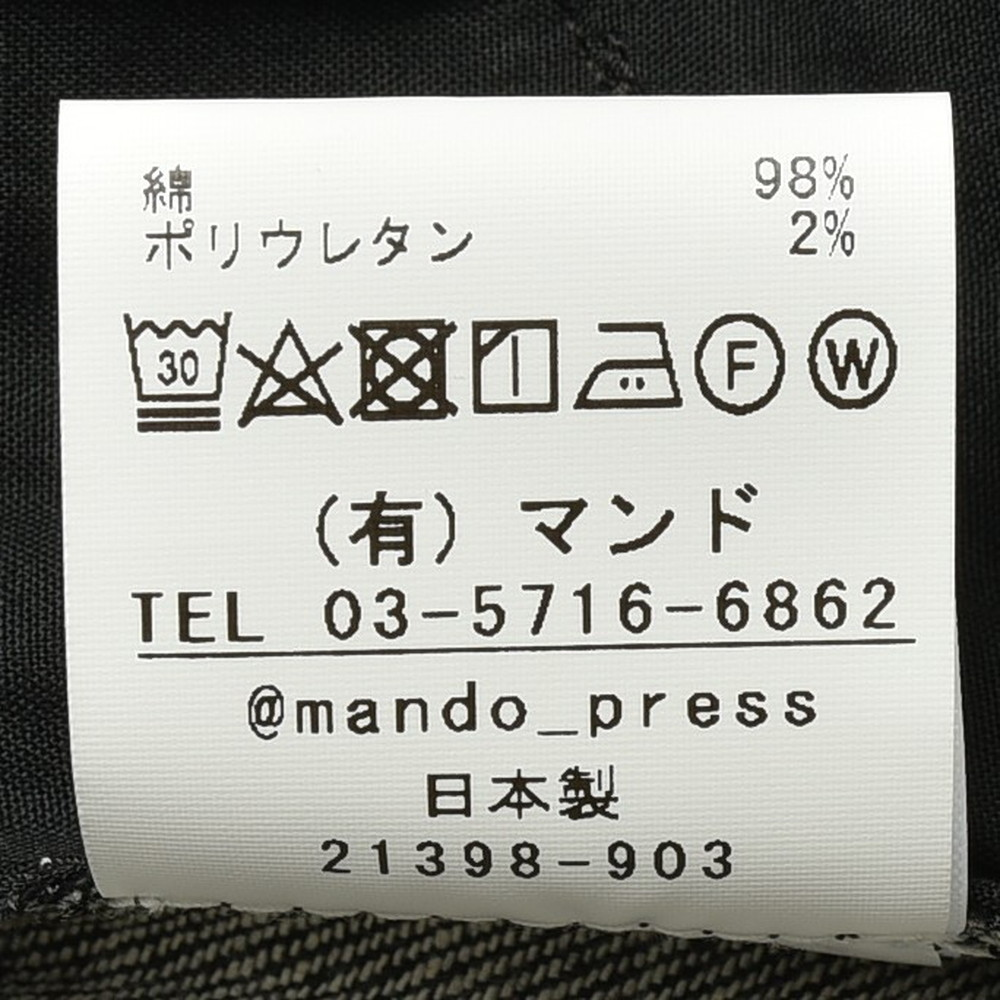 綿 98%
ポリウレタン 2%
30 F W
(有) マンド
TEL 03-5716-6862
@mando_press
日本製
21398-903